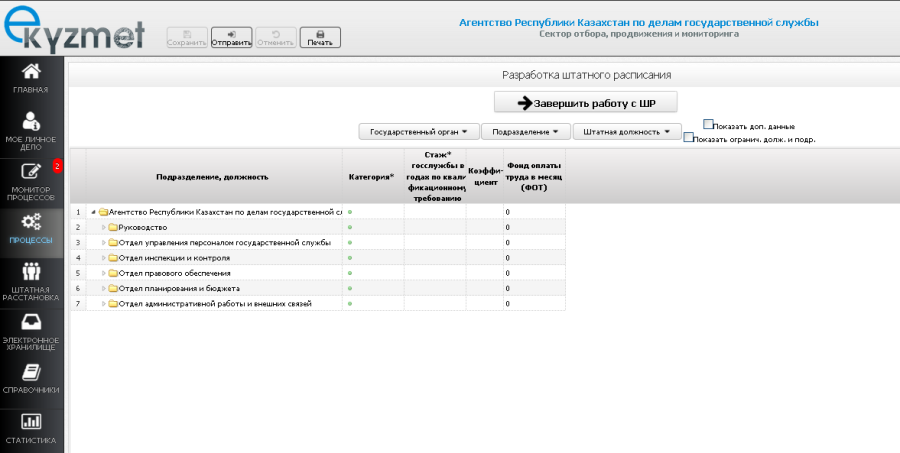 ekyzmet
Сохранить
Отправить
Отменить
Печать
Агентство Республики Казахстан по делам государственной службы
Сектор отбора, продвижения и мониторинга
ГЛАВНАЯ
МОЕ ЛИЧНОЕ
ДЕЛО
2
МОНИТОР
ПРОЦЕССОВ
ПРОЦЕССЫ
ШТАТНАЯ
РАССТАНОВКА
ЭЛЕКТРОННОЕ
ХРАНИЛИЩЕ
СПРАВОЧНИКИ
СТАТИСТИКА
Разработка штатного расписания
Завершить работу с ШР
Государственный орган
Подразделение
Штатная должность
Показать доп. данные
Показать огранич. долж. и подр.
Подразделение, должность
Категория*
Стаж*
госслужбы в
годах по квали
фикационному
требованию
Коэффи-
циент
Фонд оплаты
труда в месяц
(ФОТ)
1 Агентство Республики Казахстан по делам государственной сл 0
2 Руководство 0
3 Отдел управления персоналом государственной службы 0
4 Отдел инспекции и контроля 0
5 Отдел правового обеспечения 0
6 Отдел планирования и бюджета 0
7 Отдел административной работы и внешних связей 0